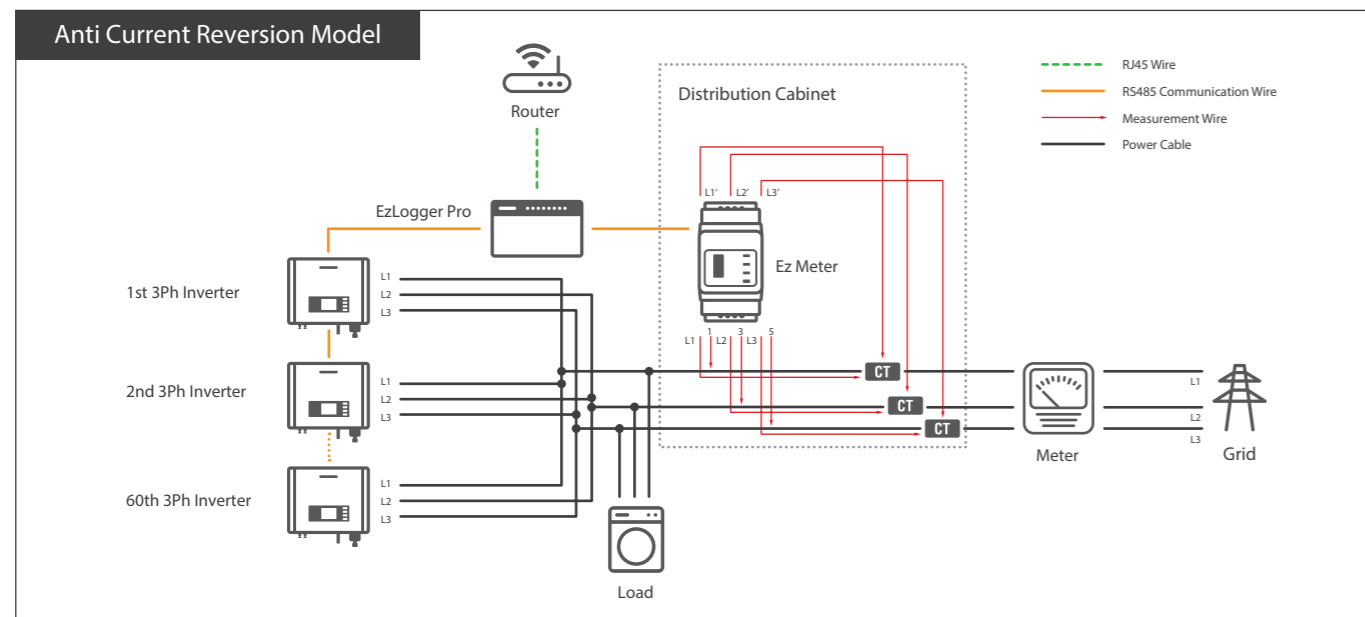 Anti Current Reversion Model
Router
Distribution Cabinet
RJ45 Wire
RS485 Communication Wire
Measurement Wire
Power Cable
EzLogger Pro
L1' L2' L3'
Ez Meter
1st 3Ph Inverter
L1
L2
L3
1 3 5
L1 L2 L3
2nd 3Ph Inverter
L1
L2
L3
CT
CT
CT
Meter
L1
L2
L3
Grid
60th 3Ph Inverter
L1
L2
L3
Load